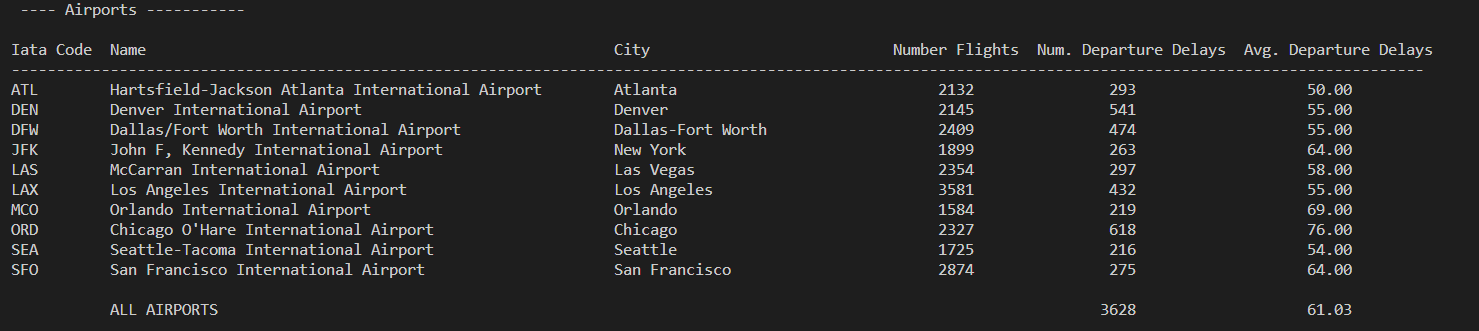 ---- Airports -----------
Iata Code  Name                                                    City                           Number Flights  Num. Departure Delays  Avg. Departure Delays
-------------------------------------------------------------------------------------------------------------------------------------------------------------
ATL        Hartsfield-Jackson Atlanta International Airport        Atlanta                             2132               293                   50.00
DEN        Denver International Airport                            Denver                              2145               541                   55.00
DFW        Dallas/Fort Worth International Airport                 Dallas-Fort Worth                   2409               474                   55.00
JFK        John F, Kennedy International Airport                   New York                            1899               263                   64.00
LAS        McCarran International Airport                          Las Vegas                           2354               297                   58.00
LAX        Los Angeles International Airport                       Los Angeles                         3581               432                   55.00
MCO        Orlando International Airport                           Orlando                             1584               219                   69.00
ORD        Chicago O'Hare International Airport                    Chicago                             2327               618                   76.00
SEA        Seattle-Tacoma International Airport                    Seattle                             1725               216                   54.00
SFO        San Francisco International Airport                     San Francisco                       2874               275                   64.00
           ALL AIRPORTS                                                                                                  3628                   61.03